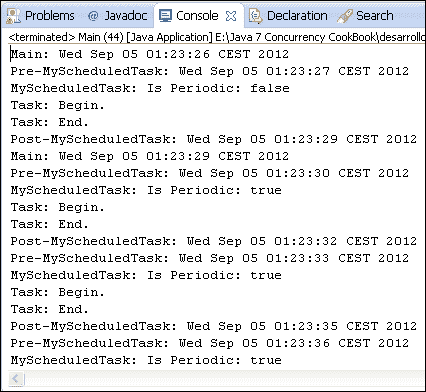 Problems @ Javadoc Console Declaration Search
<terminated> Main (44) [Java Application] E:\Java 7 Concurrency CookBook\desarrollo
Main: Wed Sep 05 01:23:26 CEST 2012
Pre-MyScheduledTask: Wed Sep 05 01:23:27 CEST 2012
MyScheduledTask: Is Periodic: false
Task: Begin.
Task: End.
Post-MyScheduledTask: Wed Sep 05 01:23:29 CEST 2012
Main: Wed Sep 05 01:23:29 CEST 2012
Pre-MyScheduledTask: Wed Sep 05 01:23:30 CEST 2012
MyScheduledTask: Is Periodic: true
Task: Begin.
Task: End.
Post-MyScheduledTask: Wed Sep 05 01:23:32 CEST 2012
Pre-MyScheduledTask: Wed Sep 05 01:23:33 CEST 2012
MyScheduledTask: Is Periodic: true
Task: Begin.
Task: End.
Post-MyScheduledTask: Wed Sep 05 01:23:35 CEST 2012
Pre-MyScheduledTask: Wed Sep 05 01:23:36 CEST 2012
MyScheduledTask: Is Periodic: true